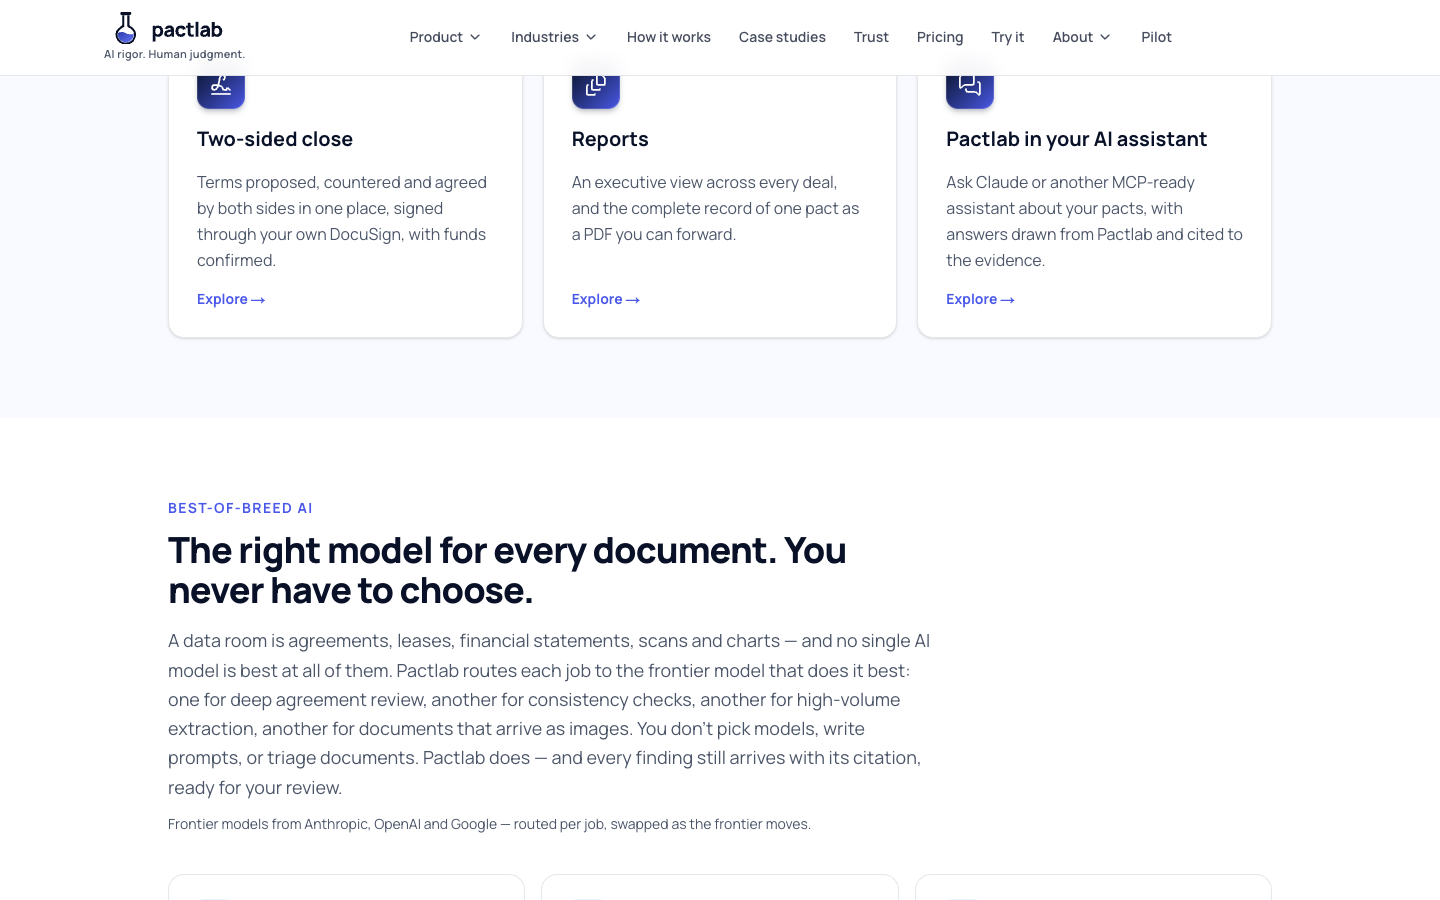 pactlab
AI rigor. Human judgment.
Product
Industries
How it works
Case studies
Trust
Pricing
Try it
About
Pilot
Two-sided close
Terms proposed, countered and agreed
by both sides in one place, signed
through your own DocuSign, with funds
confirmed.
Explore →
Reports
An executive view across every deal,
and the complete record of one pact as
a PDF you can forward.
Explore →
Pactlab in your AI assistant
Ask Claude or another MCP-ready
assistant about your pacts, with
answers drawn from Pactlab and cited to
the evidence.
Explore →
BEST-OF-BREED AI
The right model for every document. You
never have to choose.
A data room is agreements, leases, financial statements, scans and charts — and no single AI
model is best at all of them. Pactlab routes each job to the frontier model that does it best:
one for deep agreement review, another for consistency checks, another for high-volume
extraction, another for documents that arrive as images. You don’t pick models, write
prompts, or triage documents. Pactlab does — and every finding still arrives with its citation,
ready for your review.
Frontier models from Anthropic, OpenAI and Google — routed per job, swapped as the frontier moves.